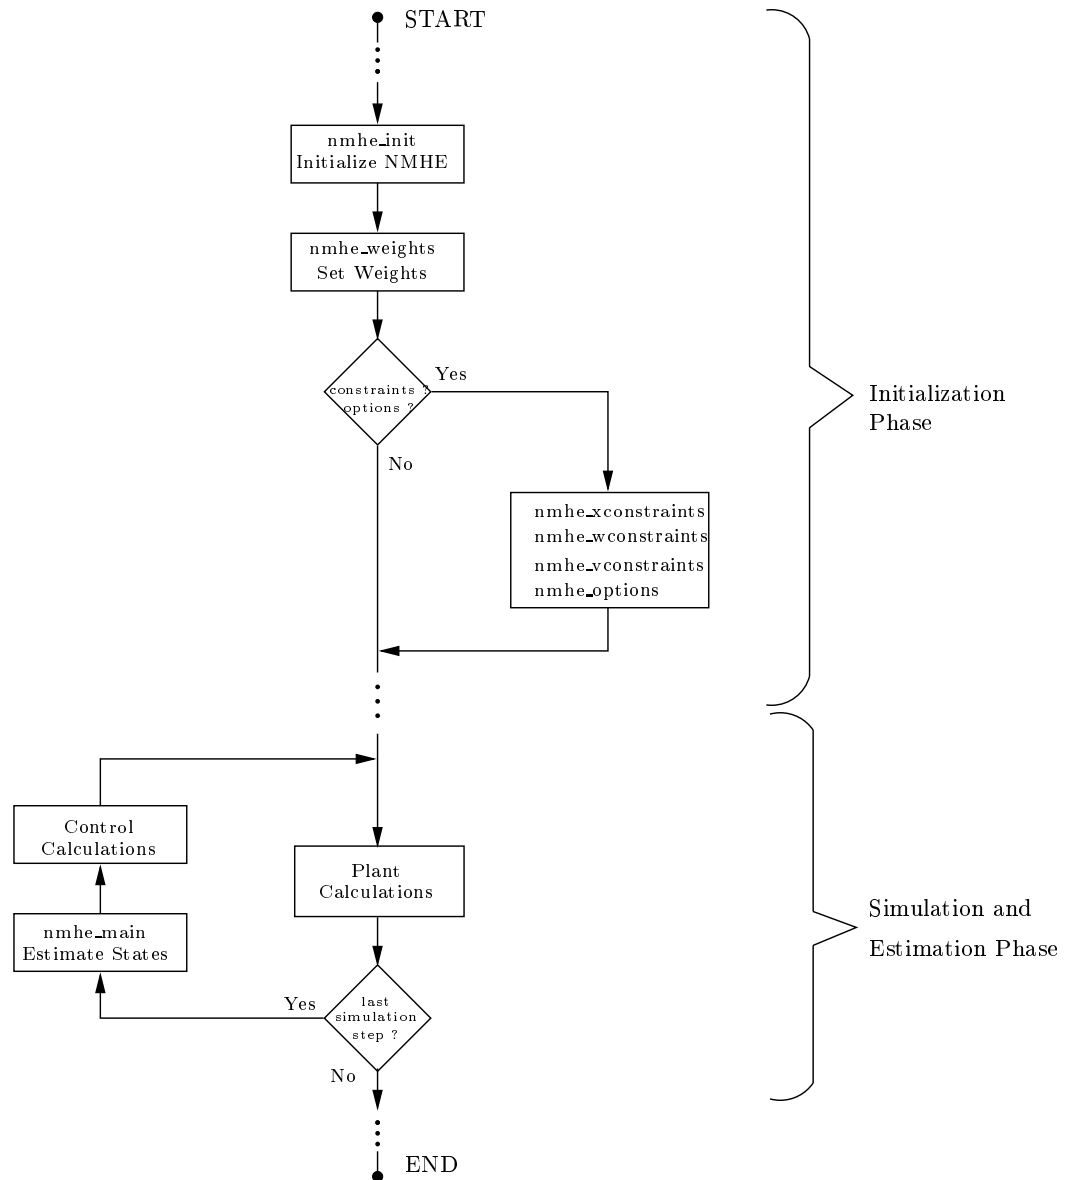 START
nmhe_init
Initialize NMHE
nmhe_weights
Set Weights
constraints ?
options ?
Yes
No
nmhe_xconstraints
nmhe_wconstraints
nmhe_vconstraints
nmhe_options
Initialization
Phase
Control
Calculations
Plant
Calculations
nmhe_main
Estimate States
Simulation and
Estimation Phase
Yes
last
simulation
step ?
No
END